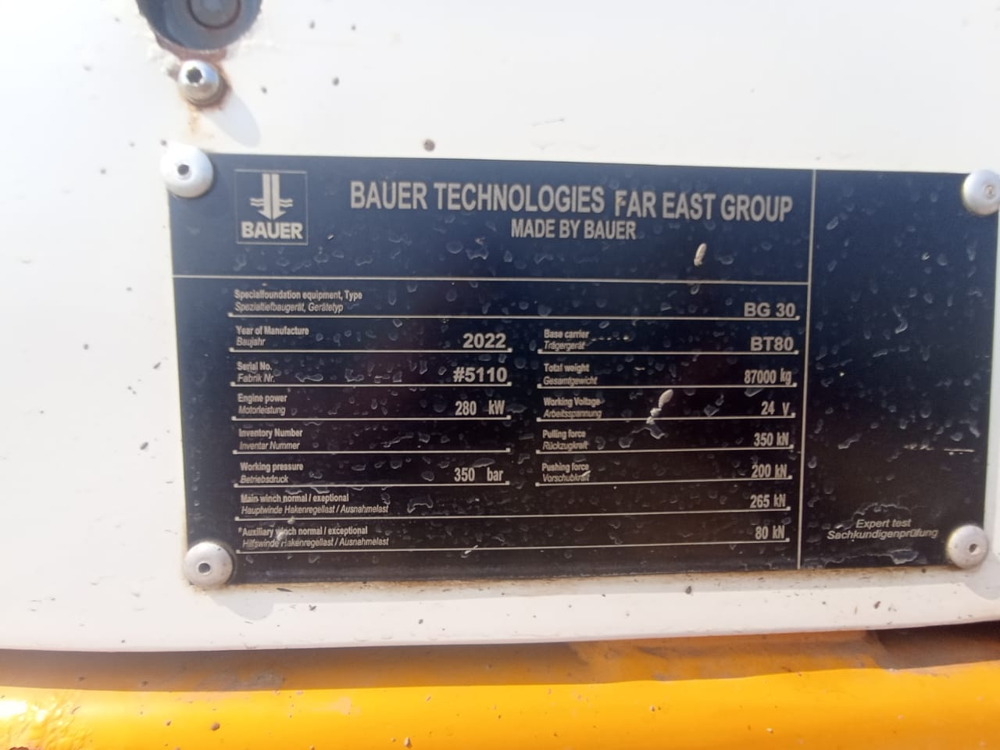 BAUER
BAUER TECHNOLOGIES FAR EAST GROUP
MADE BY BAUER
Specialfoundation equipment, Type
Spezialtiefbaugerät, Gerätetyp
BG 30
Year of Manufacture
Baujahr
2022
Base carrier
Trägergerät
BT80
Serial No.
Fabrik Nr.
#5110
Total weight
Gesamtgewicht
87000 kg
Engine power
Motorleistung
280 kW
Working Voltage
Arbeitsspannung
24 V
Inventory Number
Inventar Nummer
Pulling force
Rückzugkraft
350 kN
Working pressure
Betriebsdruck
350 bar
Pushing force
Vorschubkraft
200 kN
Main winch normal / exeptional
Hauptwinde Hakenregellast / Ausnahmelast
265 kN
*Auxiliary winch normal / exceptional
Hilfswinde Hakenregellast / Ausnahmelast
80 kN
Expert test
Sachkundigenprüfung